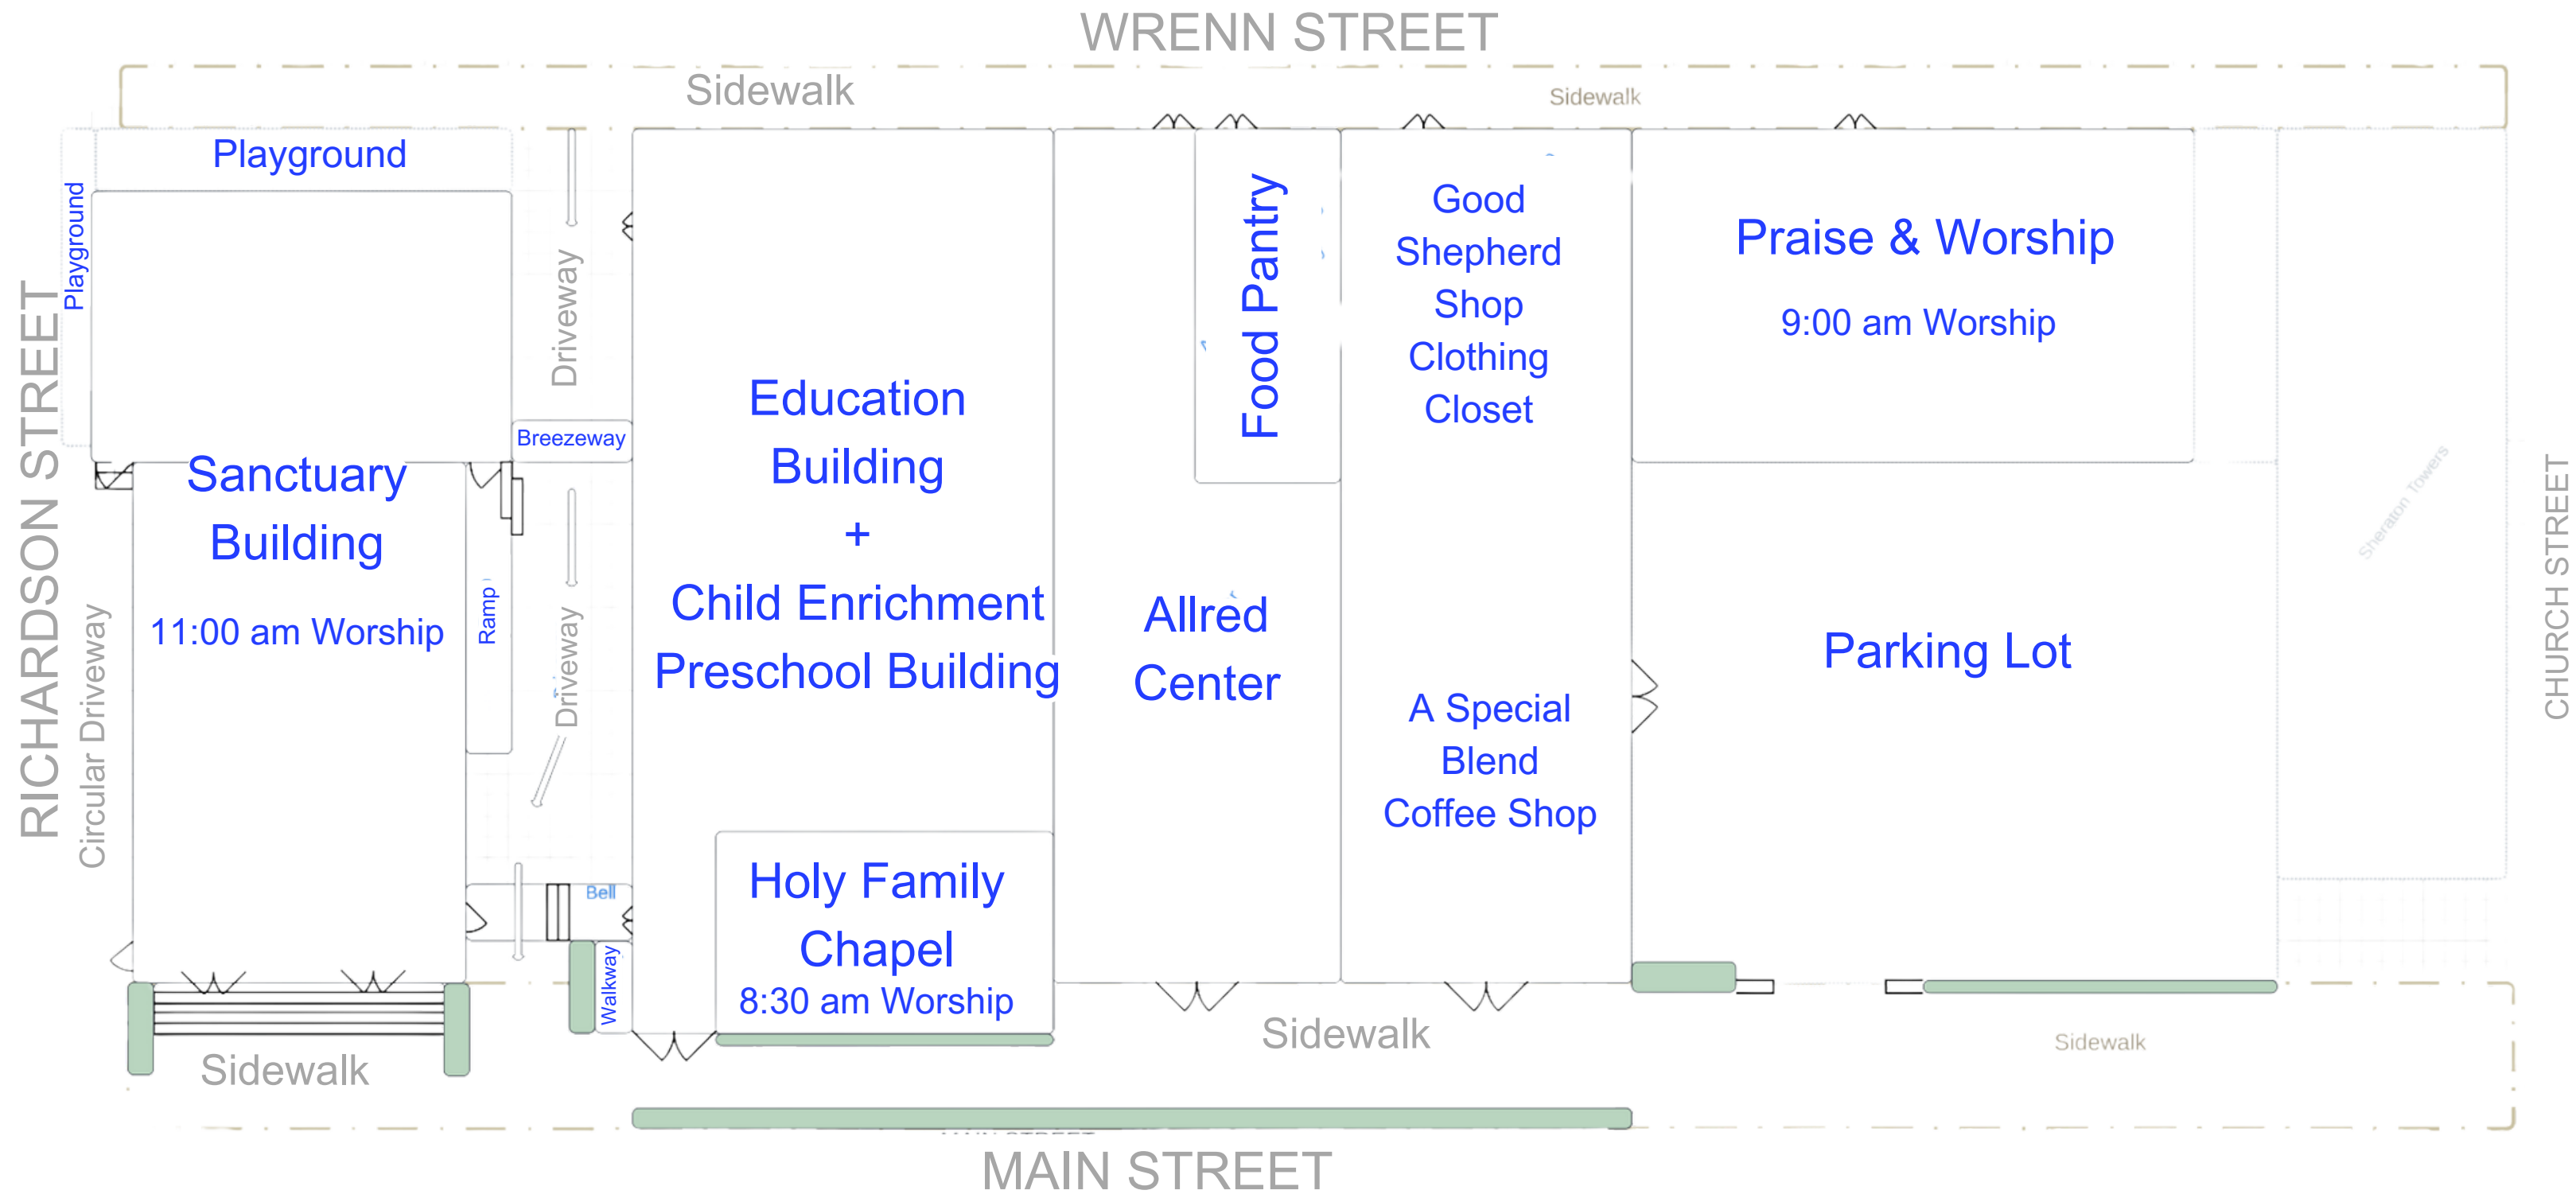 WRENN STREET
Sidewalk
Sidewalk
Playground
Playground
RICHARDSON STREET
Circular Driveway
Sanctuary
Building
11:00 am Worship
Ramp
Driveway
Breezeway
Driveway
Bell
Walkway
Education
Building
+
Child Enrichment
Preschool Building
Holy Family
Chapel
8:30 am Worship
Food Pantry
Allred
Center
Good
Shepherd
Shop
Clothing
Closet
A Special
Blend
Coffee Shop
Praise & Worship
9:00 am Worship
Parking Lot
Sheraton Towers
CHURCH STREET
Sidewalk
Sidewalk
Sidewalk
MAIN STREET